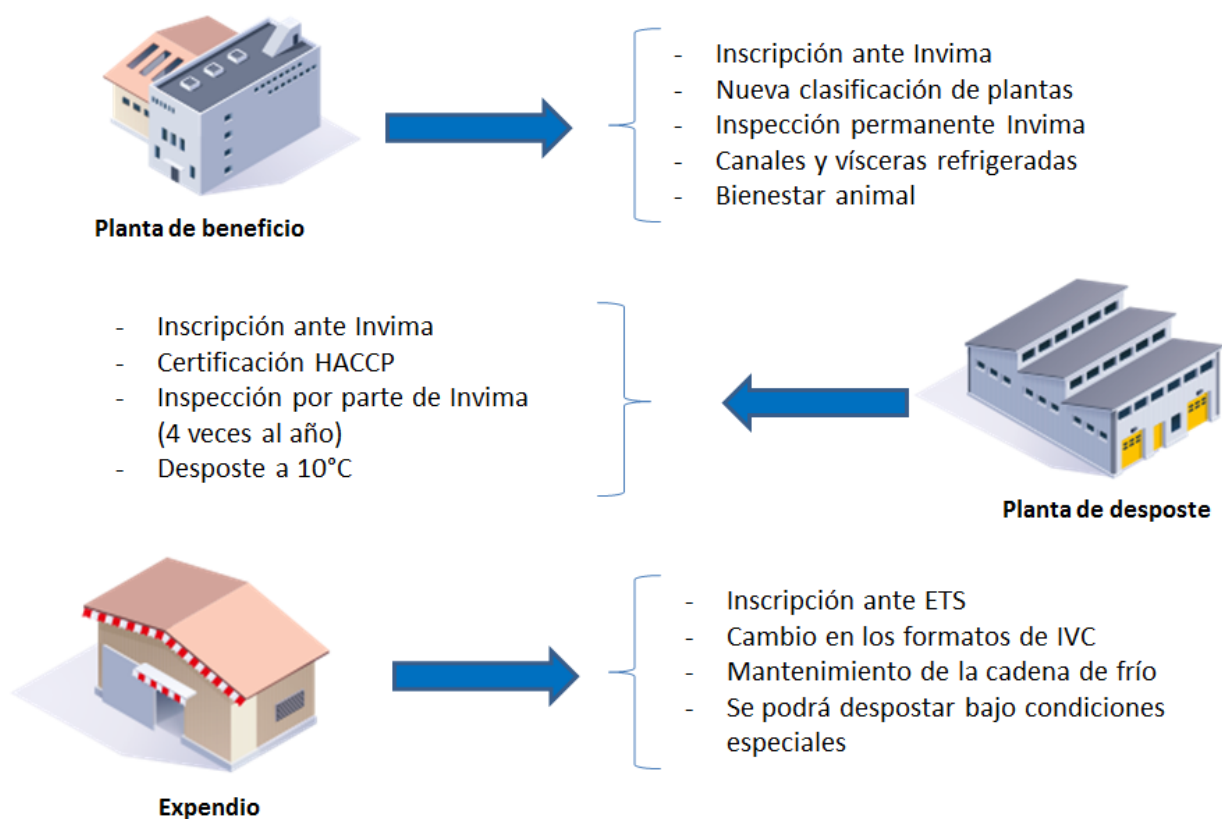 - Inscripción ante Invima
- Nueva clasificación de plantas
- Inspección permanente Invima
- Canales y vísceras refrigeradas
- Bienestar animal
Planta de beneficio
- Inscripción ante Invima
- Certificación HACCP
- Inspección por parte de Invima
(4 veces al año)
- Desposte a 10°C
Planta de desposte
- Inscripción ante ETS
- Cambio en los formatos de IVC
- Mantenimiento de la cadena de frío
- Se podrá despostar bajo condiciones
especiales
Expendio